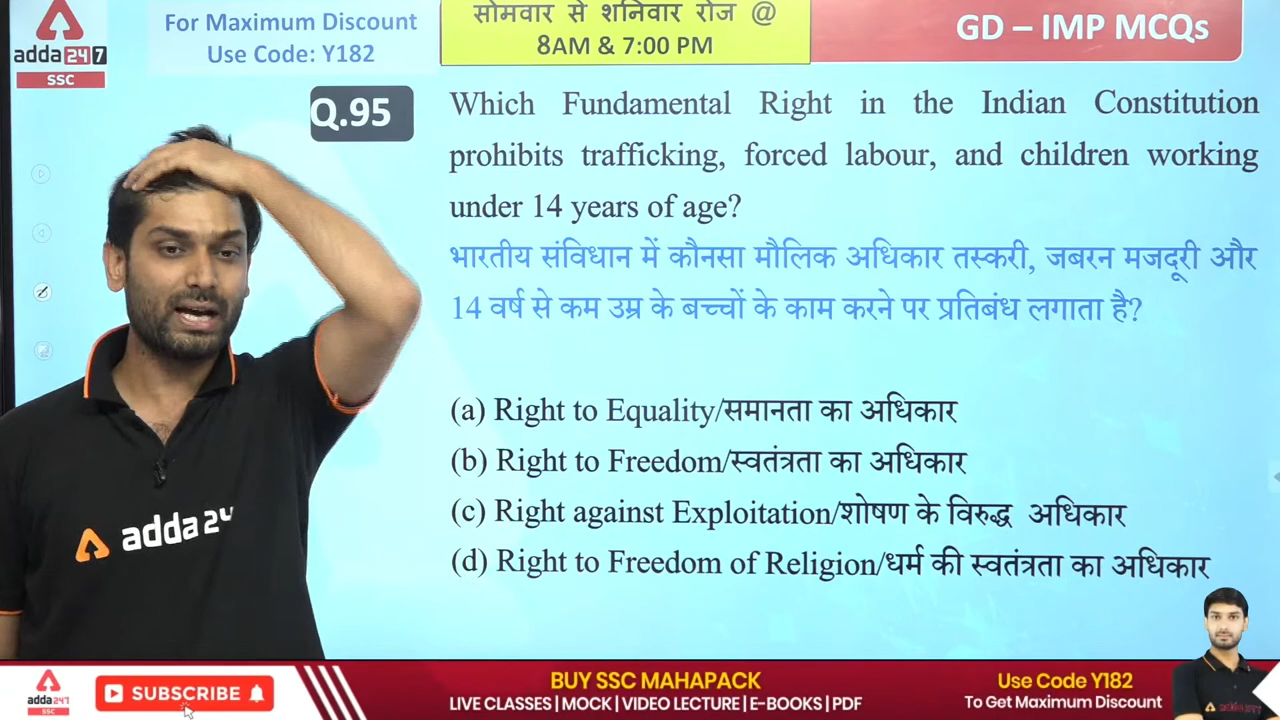 adda 247
SSC
For Maximum Discount
Use Code: Y182
सोमवार से शनिवार रोज @
8AM & 7:00 PM
GD – IMP MCQs
Q.95
Which Fundamental Right in the Indian Constitution
prohibits trafficking, forced labour, and children working
under 14 years of age?
भारतीय संविधान में कौनसा मौलिक अधिकार तस्करी, जबरन मजदूरी और
14 वर्ष से कम उम्र के बच्चों के काम करने पर प्रतिबंध लगाता है?
(a) Right to Equality/समानता का अधिकार
(b) Right to Freedom/स्वतंत्रता का अधिकार
(c) Right against Exploitation/शोषण के विरुद्ध अधिकार
(d) Right to Freedom of Religion/धर्म की स्वतंत्रता का अधिकार
adda 24
adda247
SSC
SUBSCRIBE
BUY SSC MAHAPACK
LIVE CLASSES | MOCK | VIDEO LECTURE | E-BOOKS | PDF
Use Code Y182
To Get Maximum Discount